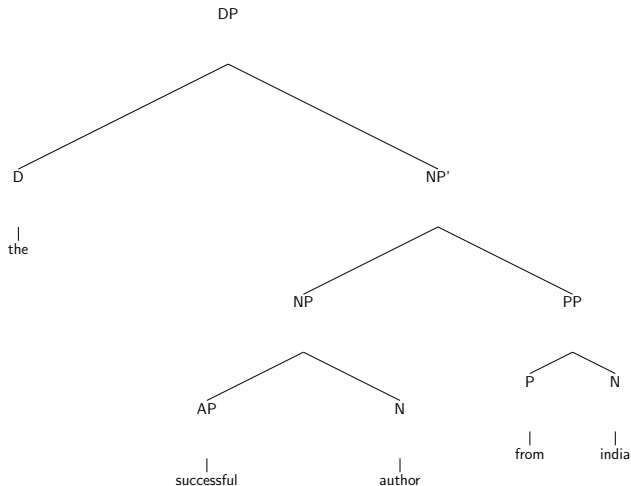 DP
D NP'
the
NP PP
P N
AP N
from india
successful author